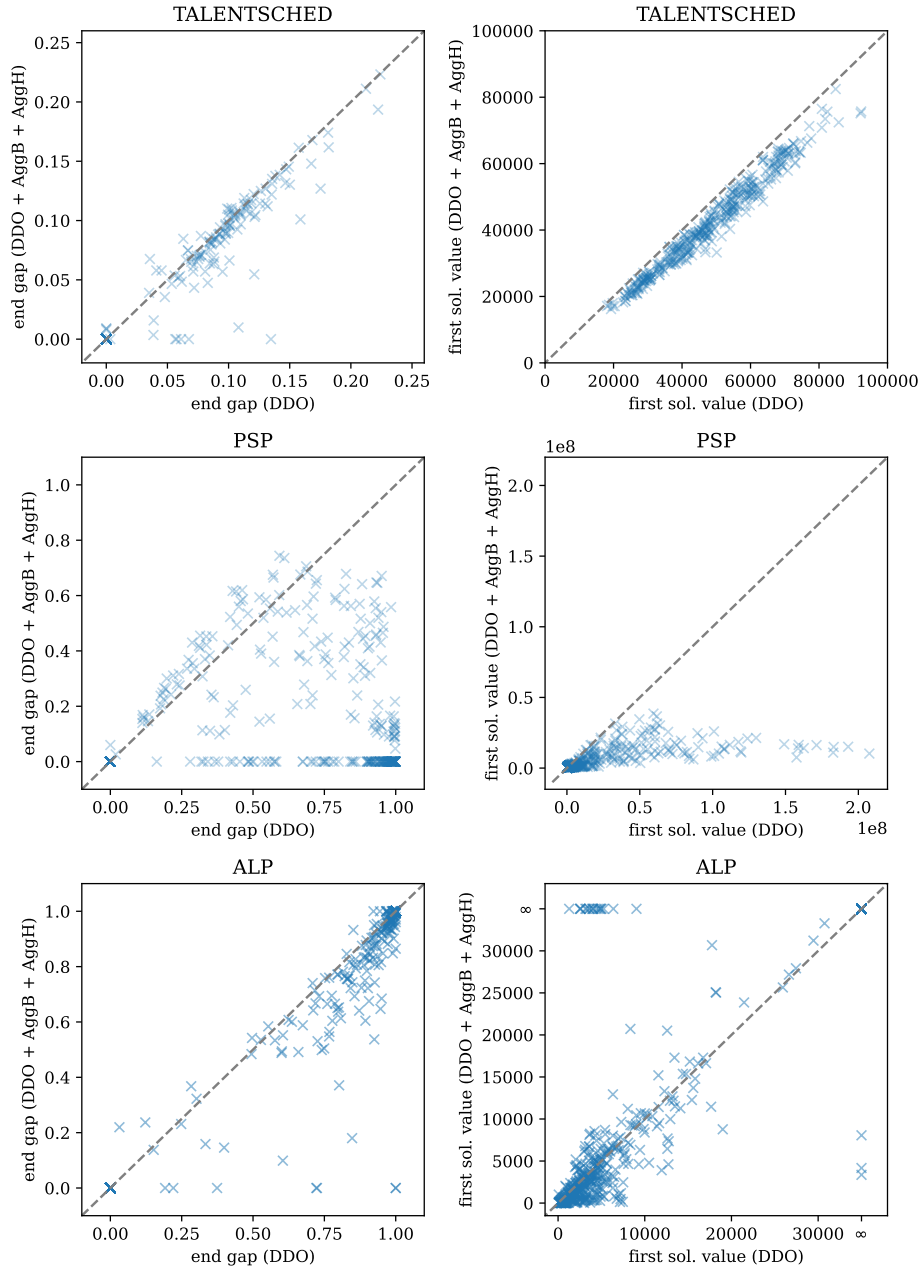 TALENTSCHED
end gap (DDO + AggB + AggH)
0.25
0.20
0.15
0.10
0.05
0.00
0.00 0.05 0.10 0.15 0.20 0.25
end gap (DDO)
TALENTSCHED
first sol. value (DDO + AggB + AggH)
100000
80000
60000
40000
20000
0
0 20000 40000 60000 80000 100000
first sol. value (DDO)
PSP
end gap (DDO + AggB + AggH)
1.0
0.8
0.6
0.4
0.2
0.0
0.00 0.25 0.50 0.75 1.00
end gap (DDO)
PSP
1e8
first sol. value (DDO + AggB + AggH)
2.0
1.5
1.0
0.5
0.0
0.0 0.5 1.0 1.5 2.0
first sol. value (DDO)
1e8
ALP
end gap (DDO + AggB + AggH)
1.0
0.8
0.6
0.4
0.2
0.0
0.00 0.25 0.50 0.75 1.00
end gap (DDO)
ALP
first sol. value (DDO + AggB + AggH)
∞
30000
25000
20000
15000
10000
5000
0
0 10000 20000 30000 ∞
first sol. value (DDO)